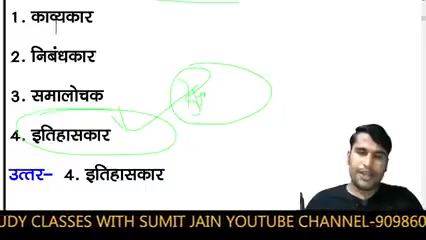 1. काव्यकार
2. निबंधकार
3. समालोचक
4. इतिहासकार
उत्तर- 4. इतिहासकार
UDY CLASSES WITH SUMIT JAIN YOUTUBE CHANNEL-909860